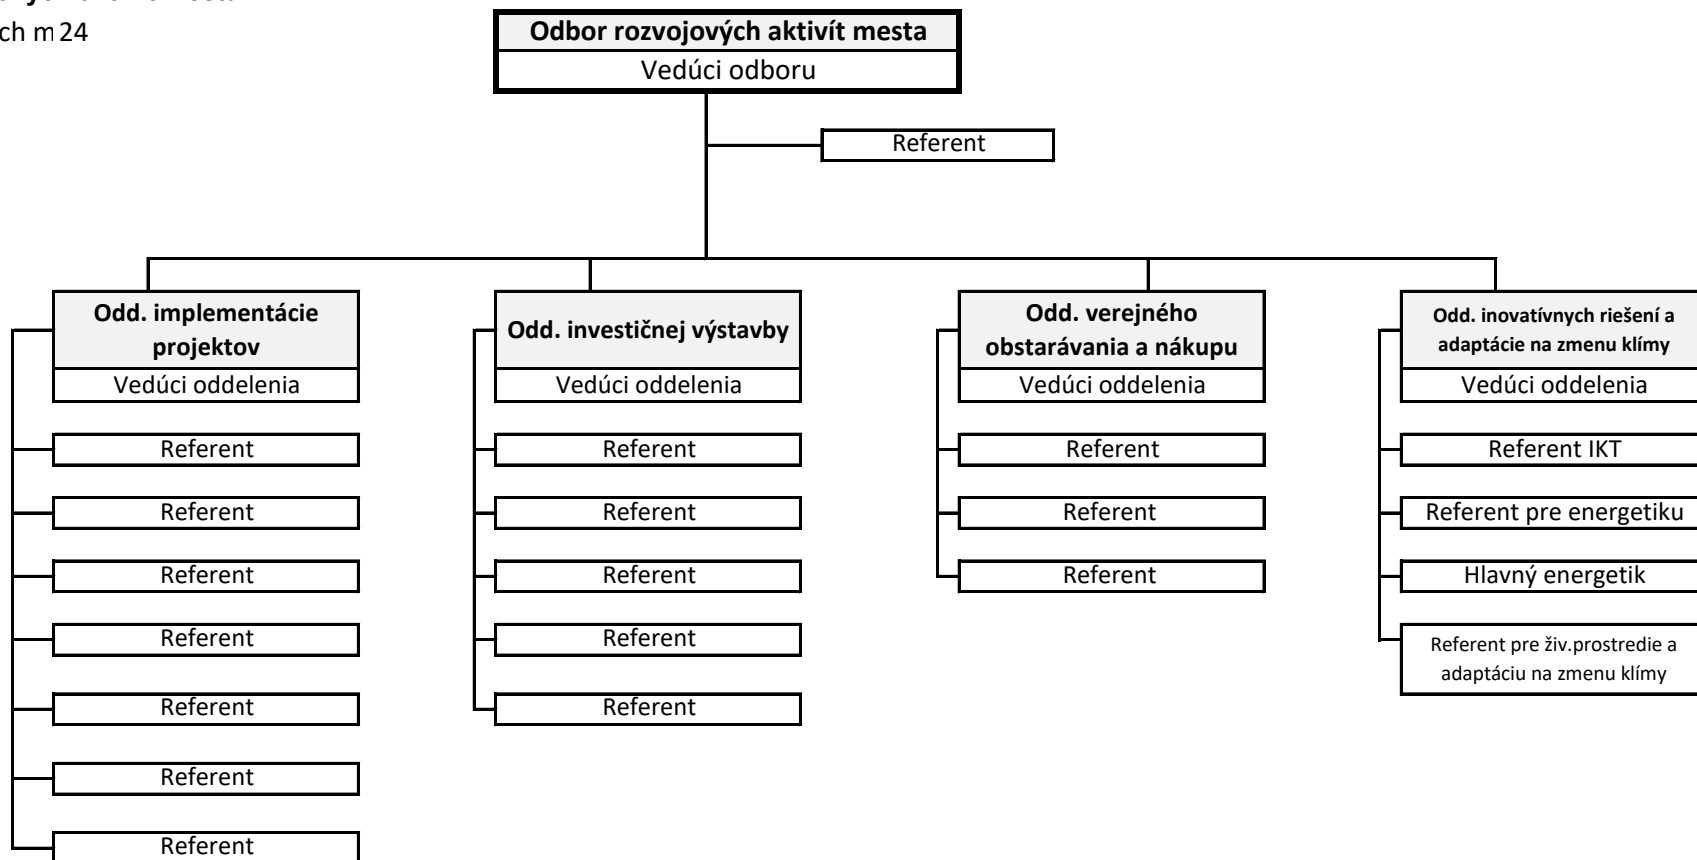 ch m 24
Odbor rozvojových aktivít mesta
Vedúci odboru
Referent
Odd. implementácie
projektov
Vedúci oddelenia
Referent
Referent
Referent
Referent
Referent
Referent
Referent
Odd. investičnej výstavby
Vedúci oddelenia
Referent
Referent
Referent
Referent
Referent
Odd. verejného
obstarávania a nákupu
Vedúci oddelenia
Referent
Referent
Referent
Odd. inovatívnych riešení a
adaptácie na zmenu klímy
Vedúci oddelenia
Referent IKT
Referent pre energetiku
Hlavný energetik
Referent pre živ.prostredie a
adaptáciu na zmenu klímy